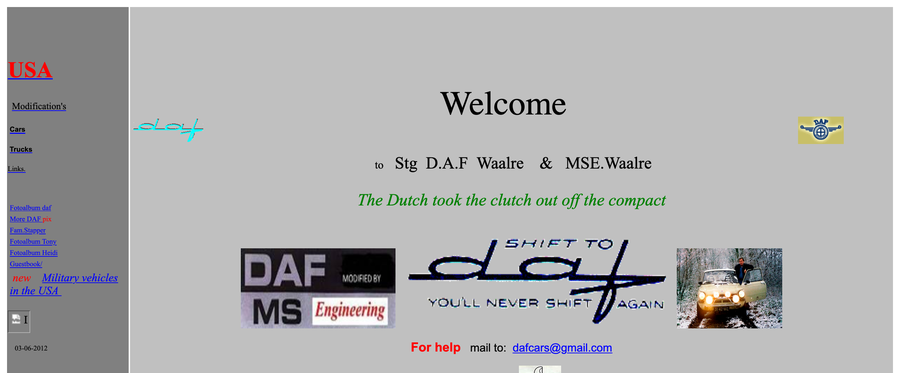 USA
Modification's
Cars
Trucks
Links.
Fotoalbum daf
More DAF pix
Fam.Stapper
Fotoalbum Tony
Fotoalbum Heidi
Guestbook/
new Military vehicles
in the USA
03-06-2012
daf
Welcome
DAF
to Stg D.A.F Waalre & MSE.Waalre
The Dutch took the clutch out off the compact
DAF MODIFIED BY
MS Engineering
SHIFT TO
daf
YOU'LL NEVER SHIFT AGAIN
For help mail to: dafcars@gmail.com